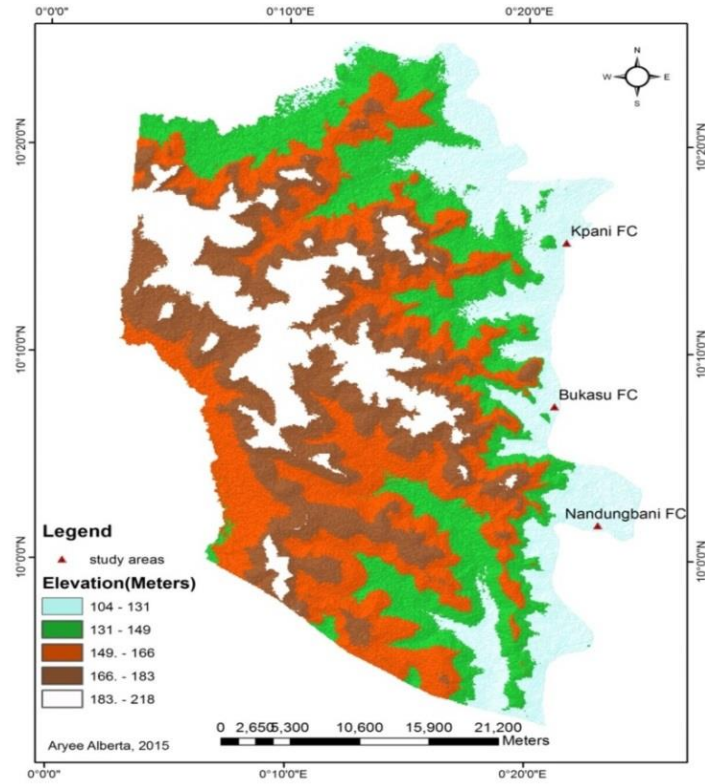 0°0'0"
0°10'0"E
0°20'0"E
N
W
E
S
10°20'0"N
10°20'0"N
Kpani FC
10°10'0"N
10°10'0"N
Bukasu FC
Nandungbani FC
10°0'0"N
10°0'0"N
Legend
study areas
Elevation(Meters)
104 - 131
131 - 149
149. - 166
166. - 183
183. - 218
0 2,650 5,300 10,600 15,900 21,200
Meters
Aryee Alberta, 2015
0°0'0"
0°10'0"E
0°20'0"E